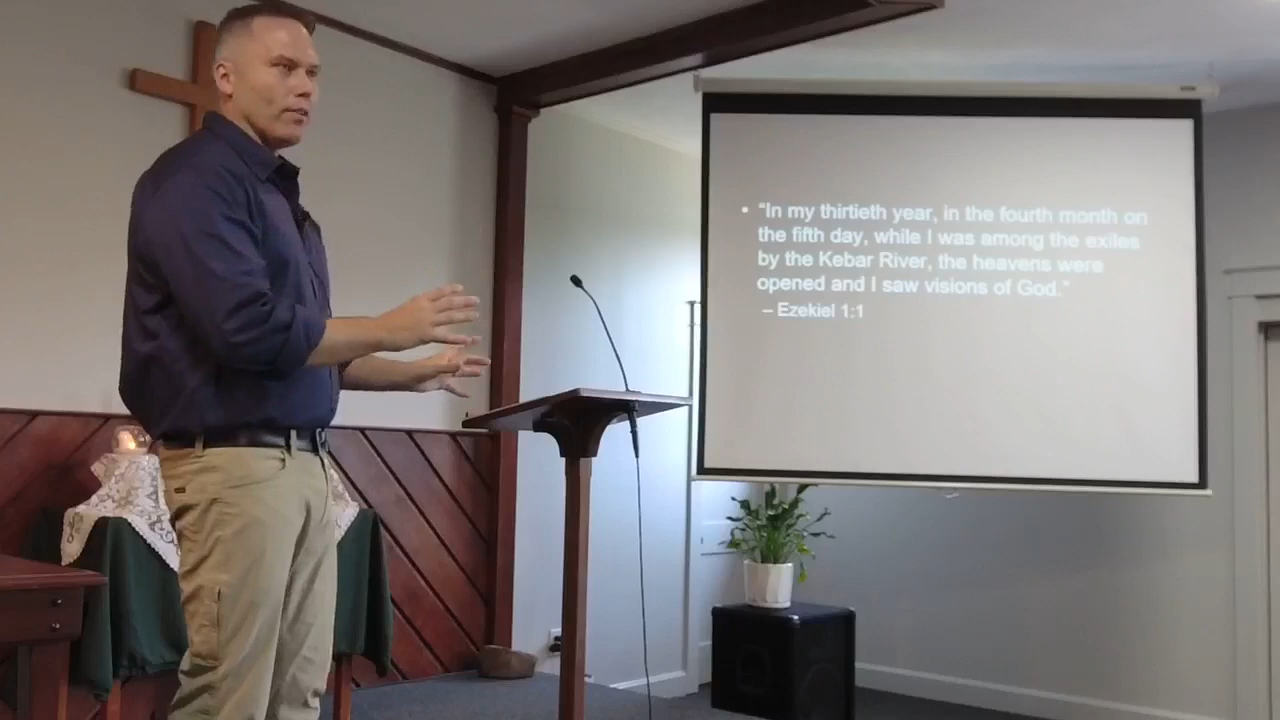 • “In my thirtieth year, in the fourth month on
the fifth day, while I was among the exiles
by the Kebar River, the heavens were
opened and I saw visions of God.”
– Ezekiel 1:1